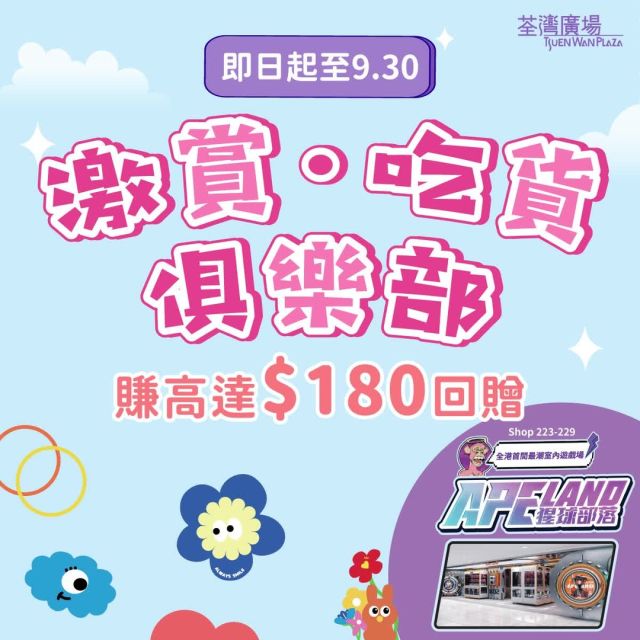 荃灣廣場
TSUEN WAN PLAZA
即日起至9.30
激賞・吃貨
俱樂部
賺高達$180回贈
Shop 223-229
全港首間最潮室內遊戲場
APELAND
猩球部落
ALWAYS SMILE